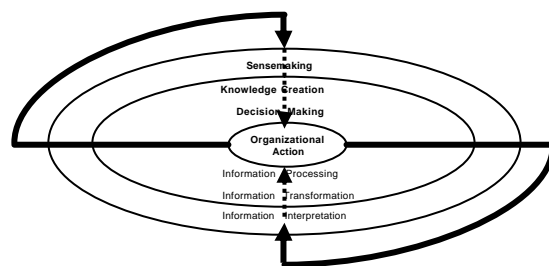 Sensemaking
Knowledge Creation
Decision Making
Organizational
Action
Information Processing
Information Transformation
Information Interpretation